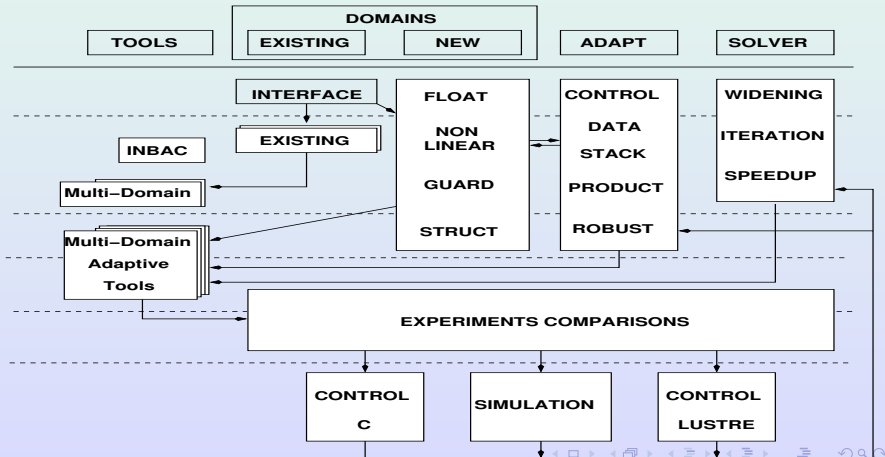 DOMAINS
TOOLS
EXISTING
NEW
ADAPT
SOLVER
INTERFACE
EXISTING
INBAC
Multi–Domain
Multi–Domain
Adaptive
Tools
FLOAT
NON
LINEAR
GUARD
STRUCT
CONTROL
DATA
STACK
PRODUCT
ROBUST
WIDENING
ITERATION
SPEEDUP
EXPERIMENTS COMPARISONS
CONTROL
C
SIMULATION
CONTROL
LUSTRE